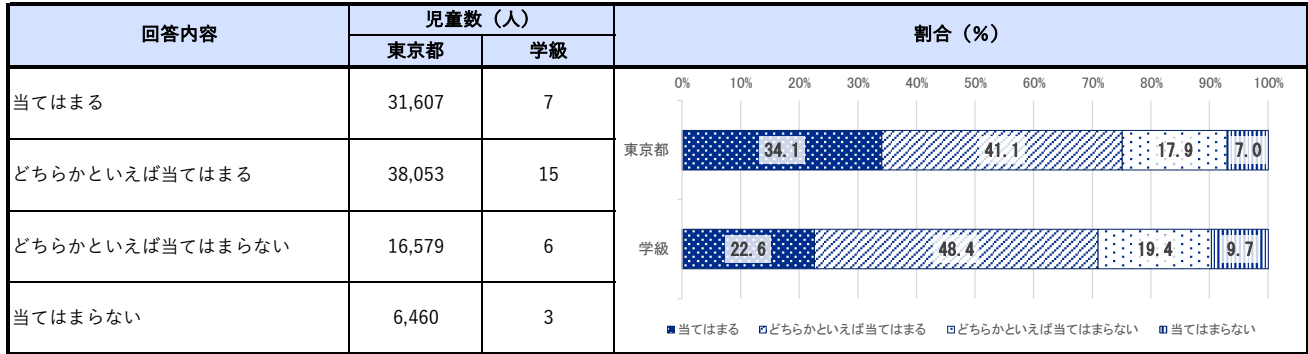 回答内容 児童数（人） 割合（%）
東京都 学級
当てはまる 31,607 7
どちらかといえば当てはまる 38,053 15
どちらかといえば当てはまらない 16,579 6
当てはまらない 6,460 3
0% 10% 20% 30% 40% 50% 60% 70% 80% 90% 100%
東京都 34.1 41.1 17.9 7.0
学級 22.6 48.4 19.4 9.7
当てはまる どちらかといえば当てはまる どちらかといえば当てはまらない 当てはまらない